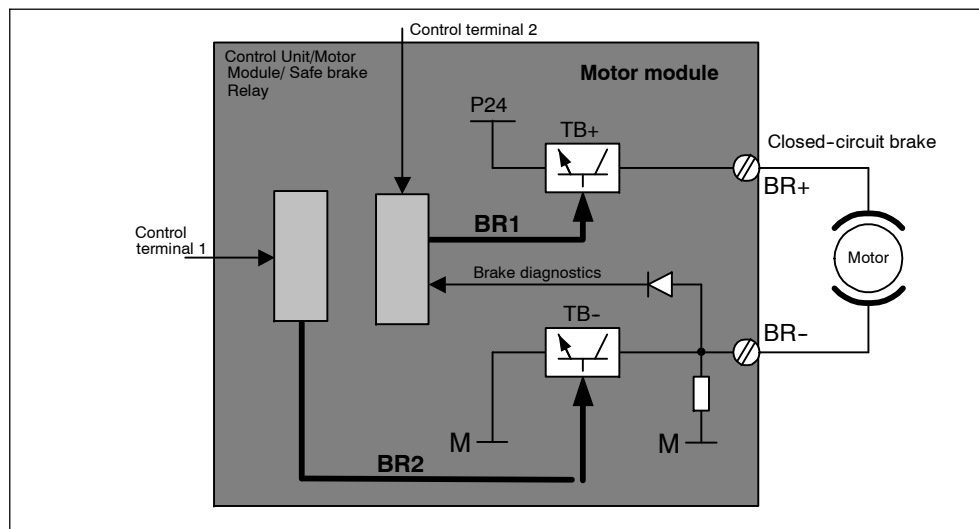 Control terminal 2
Control Unit/Motor
Module/ Safe brake
Relay
Motor module
P24
TB+
Closed-circuit brake
BR+
BR1
Control
terminal 1
Motor
Brake diagnostics
TB-
BR-
M
M
BR2